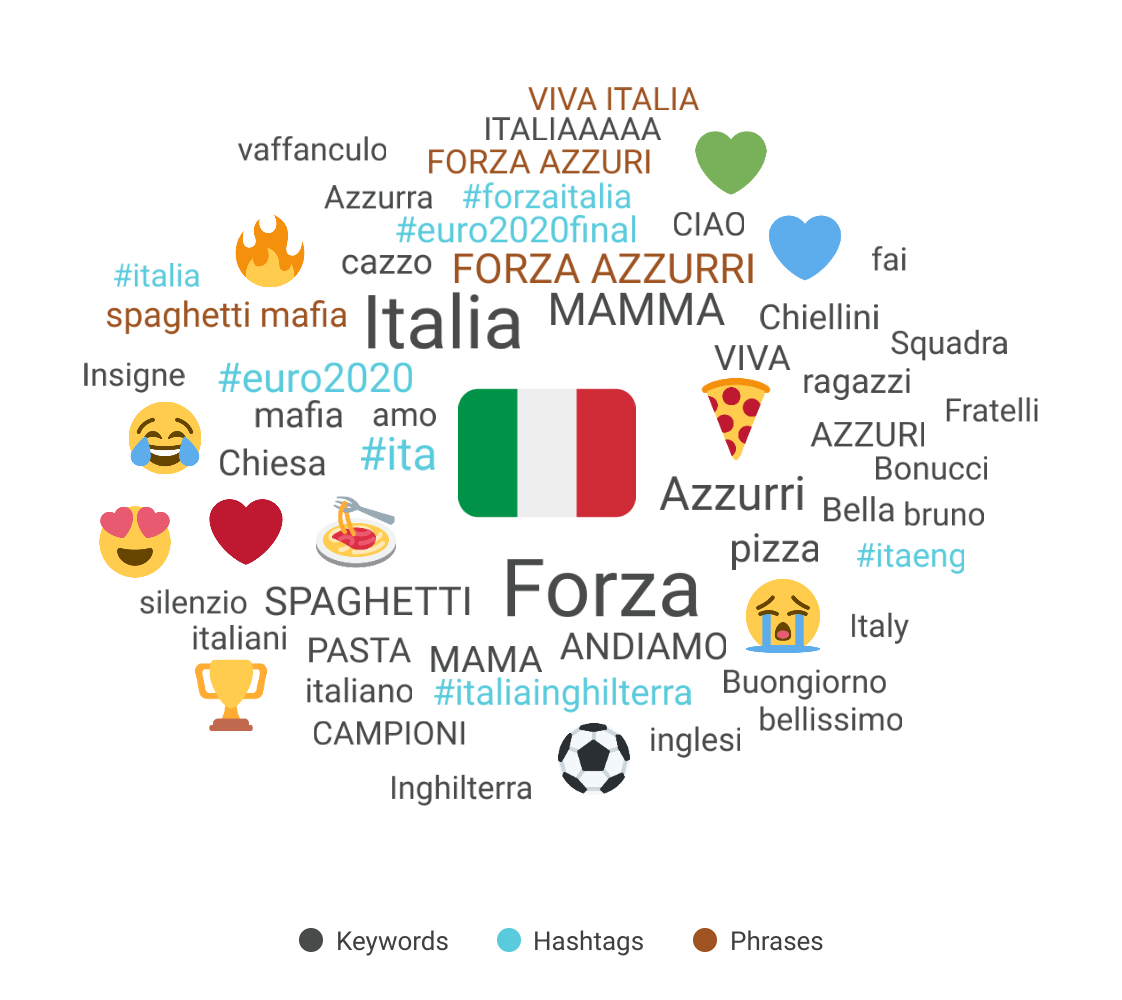 VIVA ITALIA
ITALIAAAAA
vaffanculo
FORZA AZZURI
Azzurra
#forzaitalia
#euro2020final
CIAO
cazzo
FORZA AZZURRI
fai
#italia
spaghetti mafia
Italia
MAMMA
Chiellini
Squadra
VIVA
Insigne
#euro2020
ragazzi
mafia
amo
Fratelli
AZZURI
#ita
Chiesa
Bonucci
Azzurri
Bella
bruno
pizza
#itaeng
Forza
silenzio
SPAGHETTI
Italy
italiani
PASTA
MAMA
ANDIAMO
Buongiorno
italiano
#italiainghilterra
bellissimo
CAMPIONI
inglesi
Inghilterra
Keywords
Hashtags
Phrases